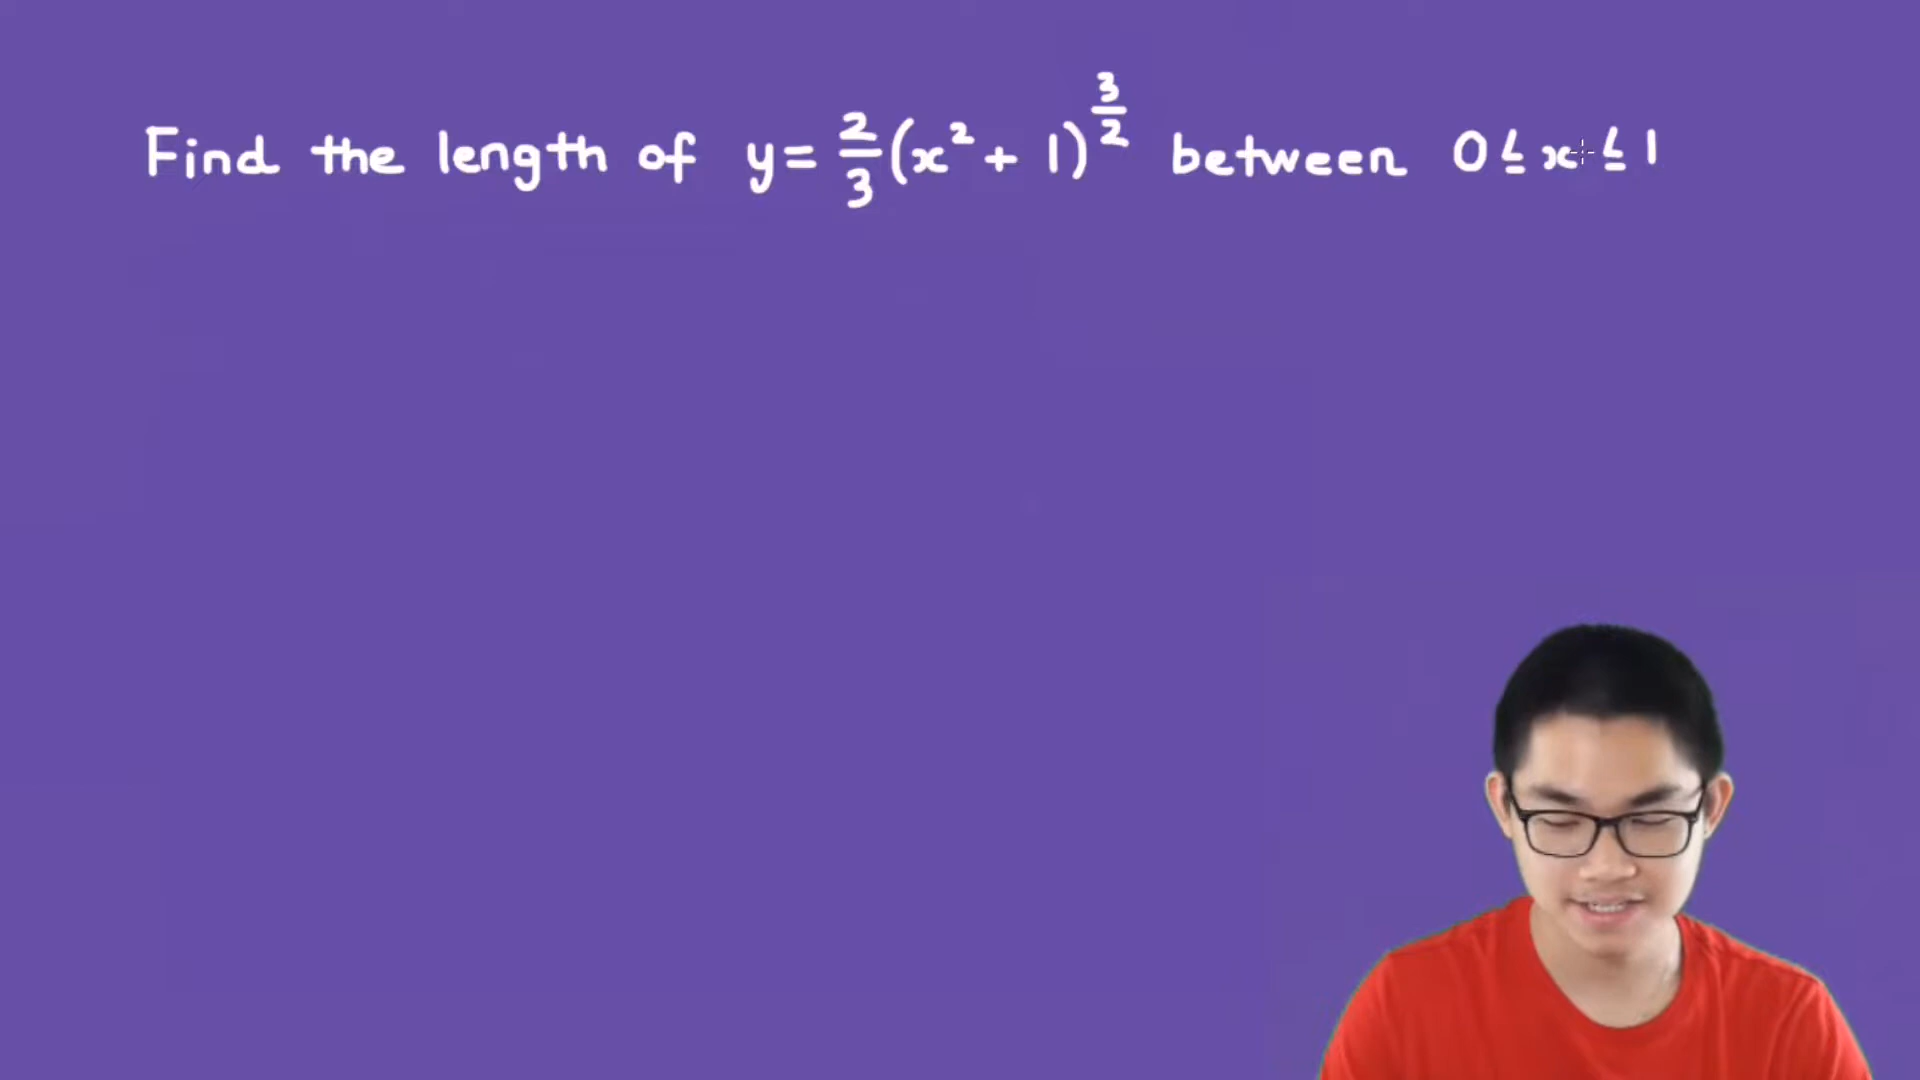 Find the length of y = 2/3 (x² + 1)^(3/2) between 0 ≤ x ≤ 1